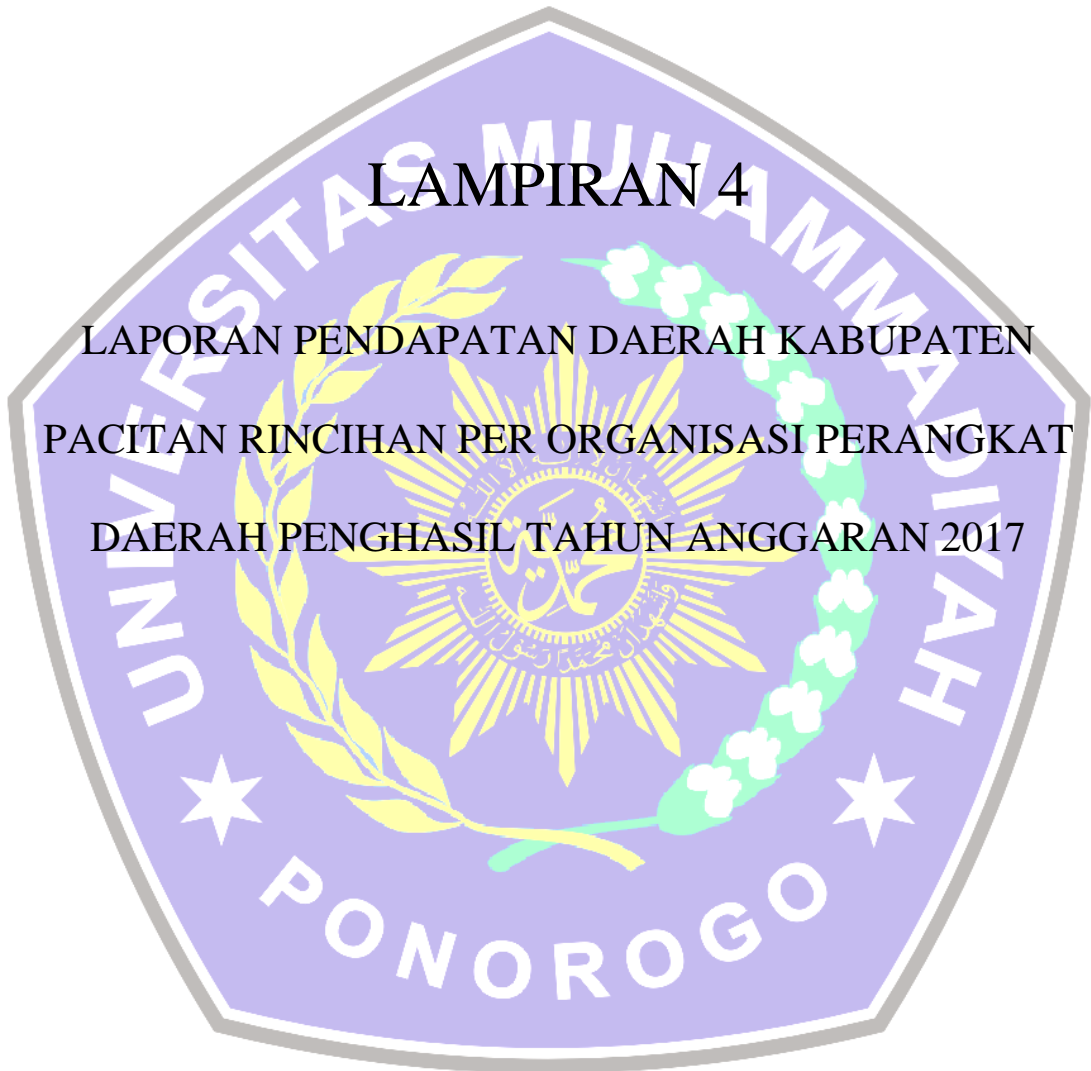 LAMPIRAN 4
LAPORAN PENDAPATAN DAERAH KABUPATEN
PACITAN RINCIHAN PER ORGANISASI PERANGKAT
DAERAH PENGHASIL TAHUN ANGGARAN 2017
UNIVERSITAS MUHAMMADIYAH
PONOROGO
محمدية